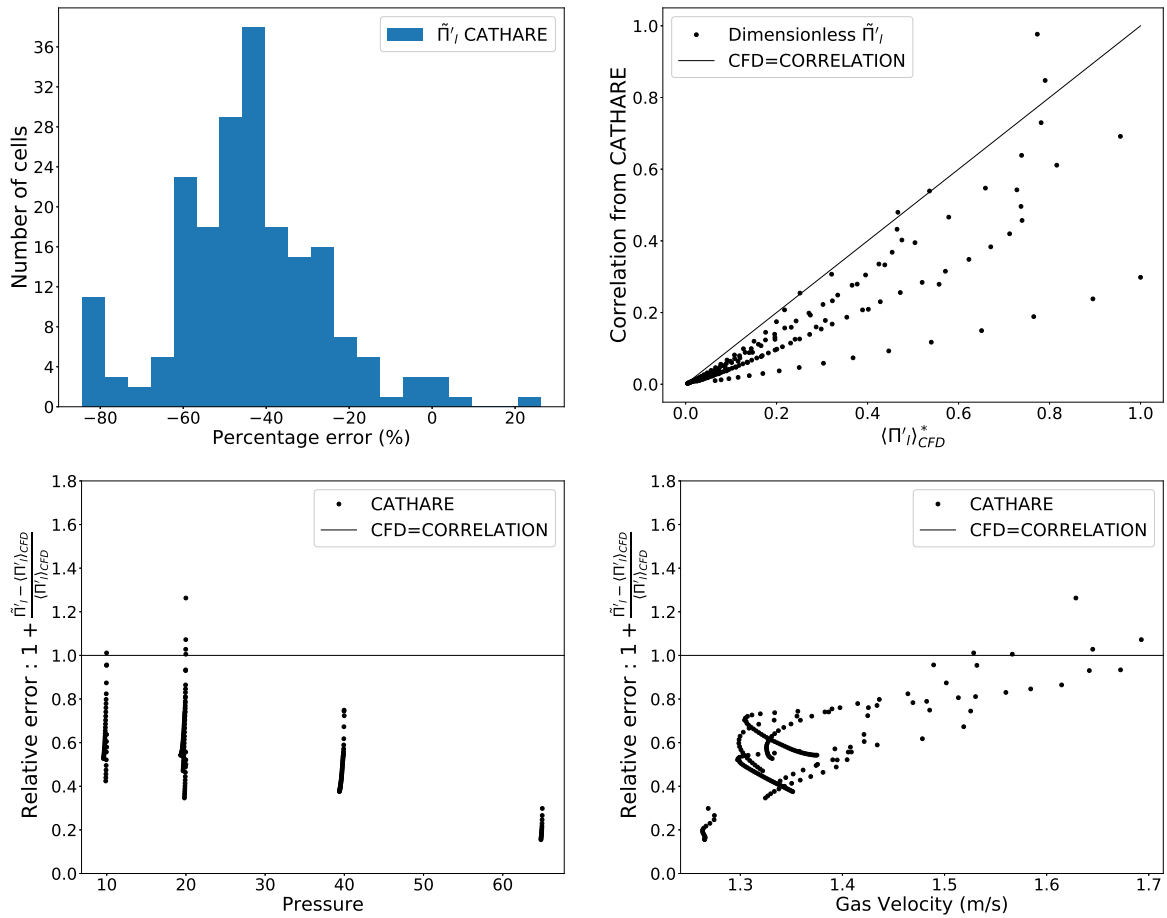 Π̃'ₗ CATHARE
Number of cells
36
32
28
24
20
16
12
8
4
0
−80 −60 −40 −20 0 20
Percentage error (%)
Dimensionless Π̃'ₗ
CFD=CORRELATION
Correlation from CATHARE
1.0
0.8
0.6
0.4
0.2
0.0
0.0 0.2 0.4 0.6 0.8 1.0
⟨Π'ₗ⟩*CFD
CATHARE
CFD=CORRELATION
Relative error : 1 + (Π̃'ₗ − ⟨Π'ₗ⟩CFD)/⟨Π'ₗ⟩CFD
1.8
1.6
1.4
1.2
1.0
0.8
0.6
0.4
0.2
0.0
10 20 30 40 50 60
Pressure
CATHARE
CFD=CORRELATION
Relative error : 1 + (Π̃'ₗ − ⟨Π'ₗ⟩CFD)/⟨Π'ₗ⟩CFD
1.8
1.6
1.4
1.2
1.0
0.8
0.6
0.4
0.2
0.0
1.3 1.4 1.5 1.6 1.7
Gas Velocity (m/s)